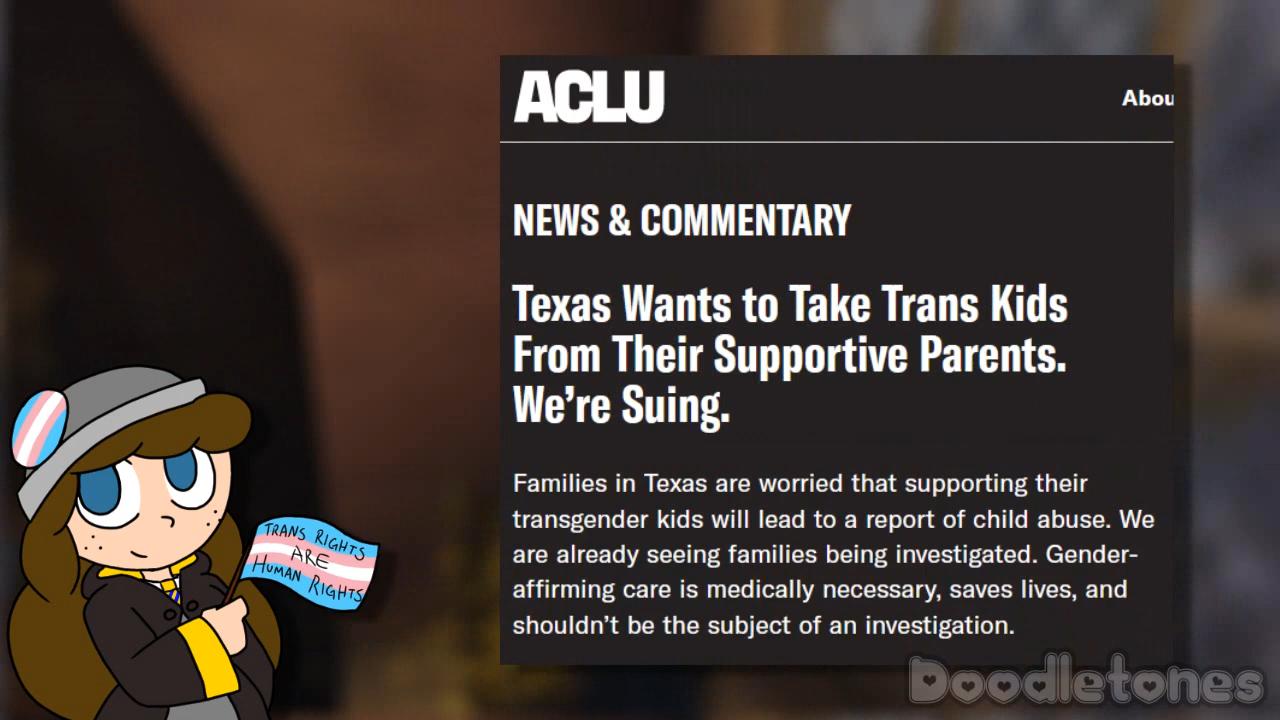 ACLU
Abou
NEWS & COMMENTARY
Texas Wants to Take Trans Kids
From Their Supportive Parents.
We’re Suing.
Families in Texas are worried that supporting their
transgender kids will lead to a report of child abuse. We
are already seeing families being investigated. Gender-
affirming care is medically necessary, saves lives, and
shouldn’t be the subject of an investigation.
TRANS RIGHTS
ARE
HUMAN RIGHTS
Doodletones